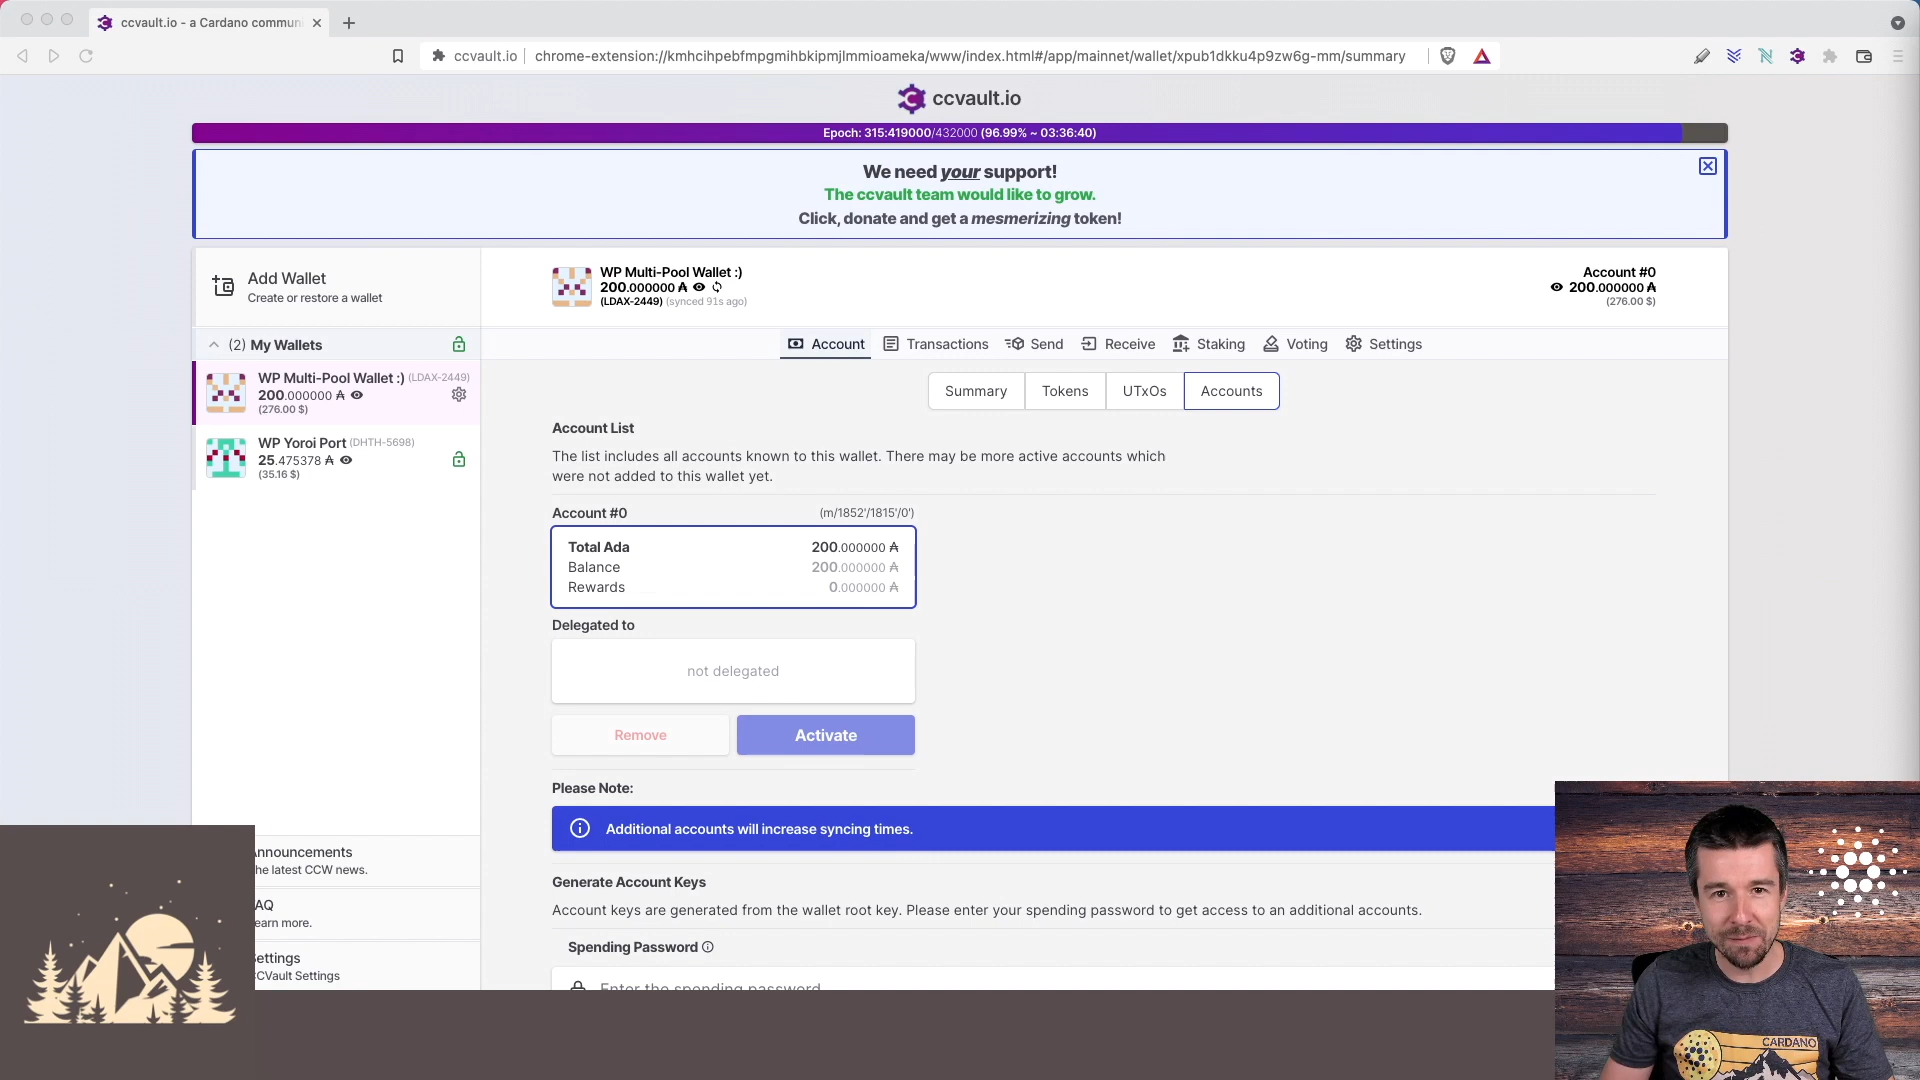 ccvault.io - a Cardano commun
ccvault.io
chrome-extension://kmhcihpebfmpgmihbkipmjlmmioameka/www/index.html#/app/mainnet/wallet/xpub1dkku4p9zw6g-mm/summary
ccvault.io
Epoch: 315:419000/432000 (96.99% ~ 03:36:40)
We need your support!
The ccvault team would like to grow.
Click, donate and get a mesmerizing token!
Add Wallet
Create or restore a wallet
WP Multi-Pool Wallet :)
200.000000 ₳
(LDAX-2449) (synced 91s ago)
Account #0
200.000000 ₳
(276.00 $)
(2) My Wallets
Account
Transactions
Send
Receive
Staking
Voting
Settings
WP Multi-Pool Wallet :) (LDAX-2449)
200.000000 ₳
(276.00 $)
WP Yoroi Port (DHTH-5698)
25.475378 ₳
(35.16 $)
Summary
Tokens
UTxOs
Accounts
Account List
The list includes all accounts known to this wallet. There may be more active accounts which
were not added to this wallet yet.
Account #0 (m/1852'/1815'/0')
Total Ada 200.000000 ₳
Balance 200.000000 ₳
Rewards 0.000000 ₳
Delegated to
not delegated
Remove
Activate
Please Note:
Additional accounts will increase syncing times.
Generate Account Keys
Account keys are generated from the wallet root key. Please enter your spending password to get access to an additional accounts.
Spending Password
Enter the spending password
nnouncements
he latest CCW news.
AQ
earn more.
ettings
CCVault Settings
CARDANO